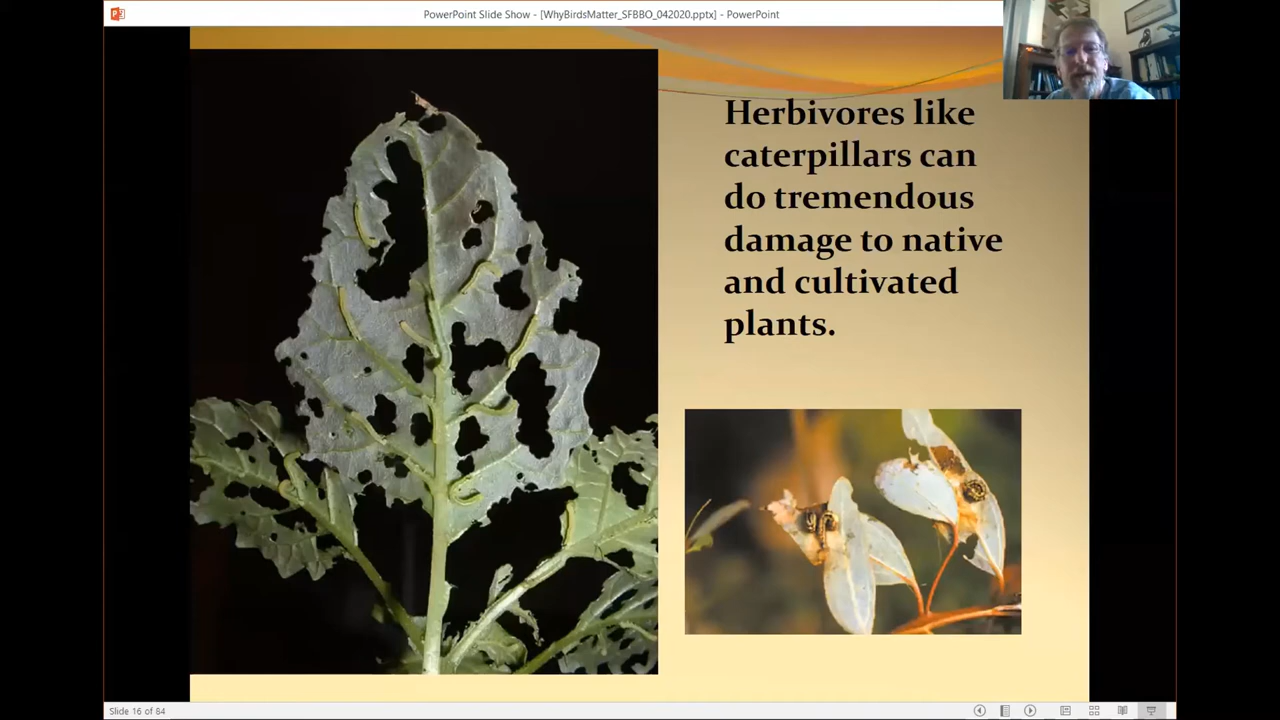 PowerPoint Slide Show - [WhyBirdsMatter_SFBBO_042020.pptx] - PowerPoint
Herbivores like
caterpillars can
do tremendous
damage to native
and cultivated
plants.
Slide 16 of 84